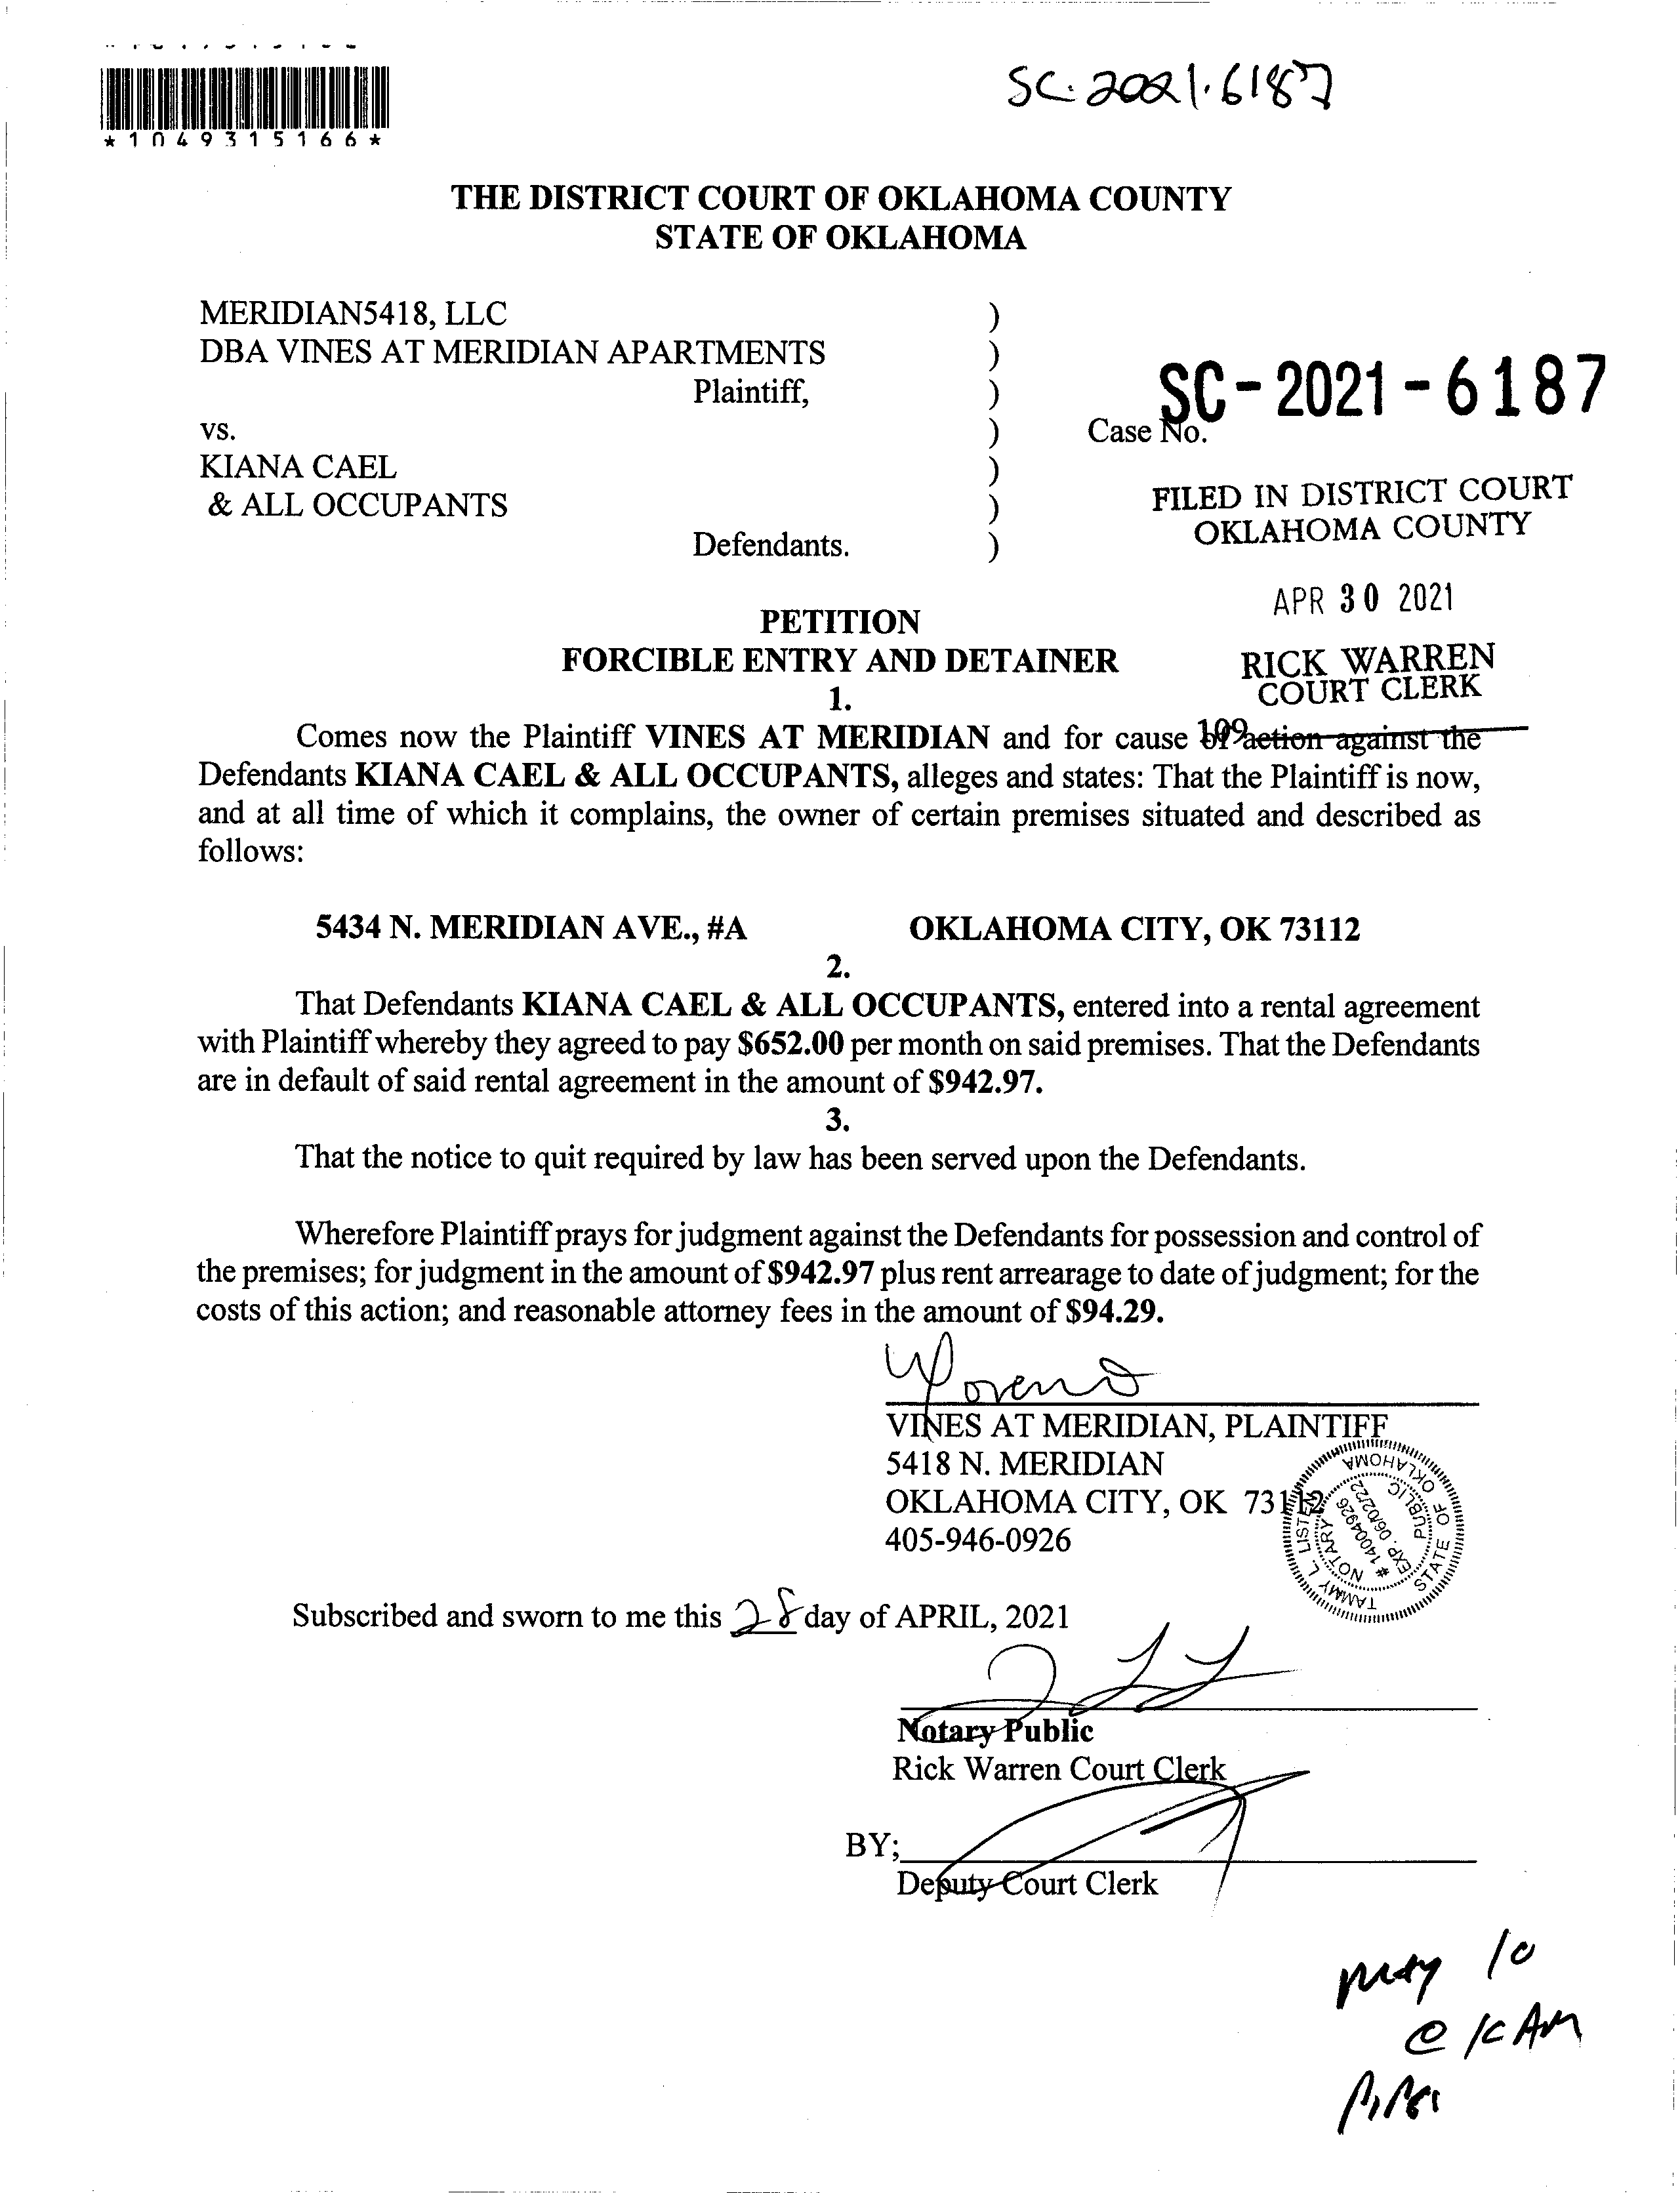 *1049315166*
SC-2021-6187
THE DISTRICT COURT OF OKLAHOMA COUNTY
STATE OF OKLAHOMA
MERIDIAN5418, LLC )
DBA VINES AT MERIDIAN APARTMENTS )
Plaintiff, )
vs. )
KIANA CAEL )
& ALL OCCUPANTS )
Defendants. )
SC-2021-6187
Case No.
FILED IN DISTRICT COURT
OKLAHOMA COUNTY
APR 30 2021
RICK WARREN
COURT CLERK
109
PETITION
FORCIBLE ENTRY AND DETAINER
1.
Comes now the Plaintiff VINES AT MERIDIAN and for cause of action against the
Defendants KIANA CAEL & ALL OCCUPANTS, alleges and states: That the Plaintiff is now,
and at all time of which it complains, the owner of certain premises situated and described as
follows:
5434 N. MERIDIAN AVE., #A OKLAHOMA CITY, OK 73112
2.
That Defendants KIANA CAEL & ALL OCCUPANTS, entered into a rental agreement
with Plaintiff whereby they agreed to pay $652.00 per month on said premises. That the Defendants
are in default of said rental agreement in the amount of $942.97.
3.
That the notice to quit required by law has been served upon the Defendants.
Wherefore Plaintiff prays for judgment against the Defendants for possession and control of
the premises; for judgment in the amount of $942.97 plus rent arrearage to date of judgment; for the
costs of this action; and reasonable attorney fees in the amount of $94.29.
VINES AT MERIDIAN, PLAINTIFF
5418 N. MERIDIAN
OKLAHOMA CITY, OK 73112
405-946-0926
TAMMY L. LISTE
STATE OF OKLAHOMA
NOTARY PUBLIC
# 14004926
EXP. 06/02/22
Subscribed and sworn to me this 28 day of APRIL, 2021
Notary Public
Rick Warren Court Clerk
BY;
Deputy Court Clerk
May 10
@ 10 AM